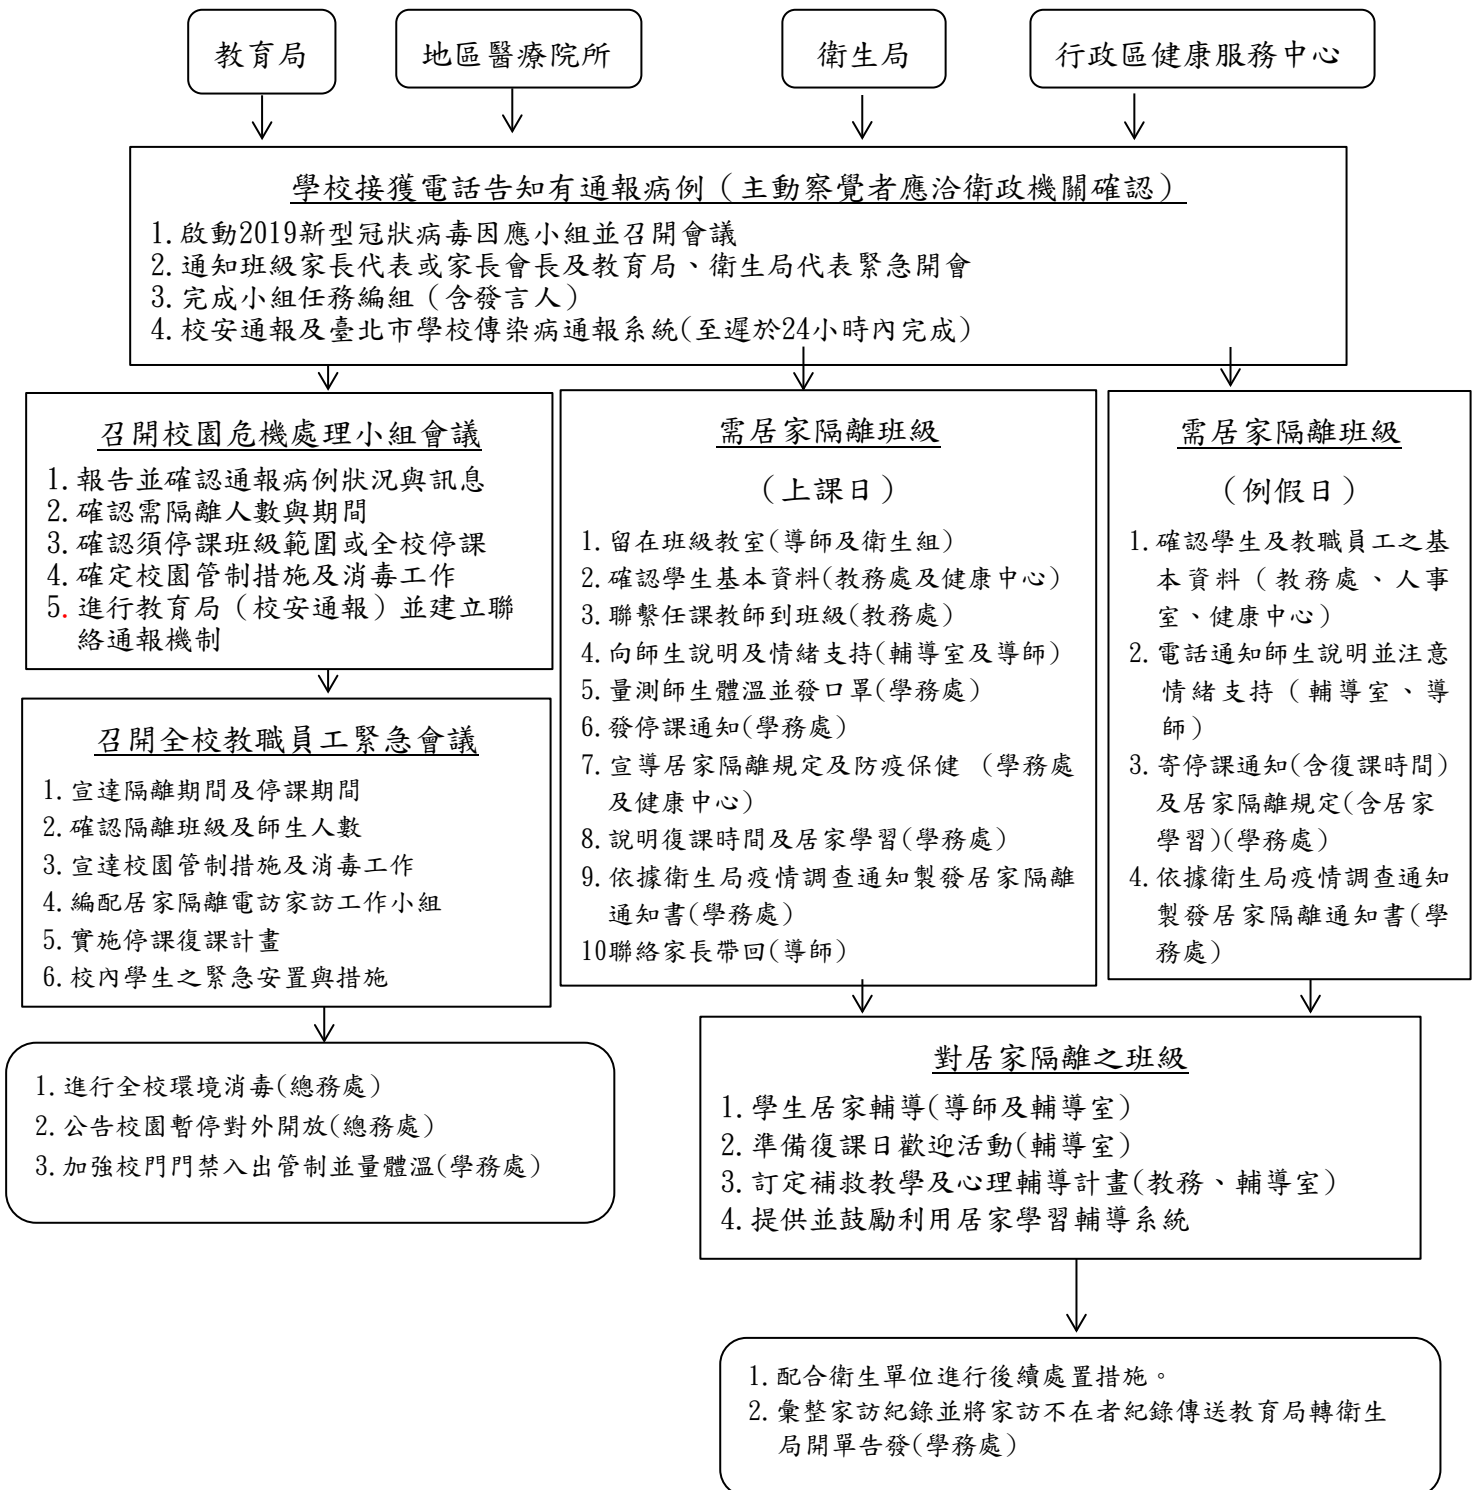 教育局
地區醫療院所
衛生局
行政區健康服務中心
學校接獲電話告知有通報病例（主動察覺者應洽衛政機關確認）
1.啟動2019新型冠狀病毒因應小組並召開會議
2.通知班級家長代表或家長會長及教育局、衛生局代表緊急開會
3.完成小組任務編組（含發言人）
4.校安通報及臺北市學校傳染病通報系統(至遲於24小時內完成)
召開校園危機處理小組會議
1.報告並確認通報病例狀況與訊息
2.確認需隔離人數與期間
3.確認須停課班級範圍或全校停課
4.確定校園管制措施及消毒工作
5.進行教育局（校安通報）並建立聯
絡通報機制
召開全校教職員工緊急會議
1.宣達隔離期間及停課期間
2.確認隔離班級及師生人數
3.宣達校園管制措施及消毒工作
4.編配居家隔離電訪家訪工作小組
5.實施停課復課計畫
6.校內學生之緊急安置與措施
1.進行全校環境消毒(總務處)
2.公告校園暫停對外開放(總務處)
3.加強校門門禁入出管制並量體溫(學務處)
需居家隔離班級
（上課日）
1.留在班級教室(導師及衛生組)
2.確認學生基本資料(教務處及健康中心)
3.聯繫任課教師到班級(教務處)
4.向師生說明及情緒支持(輔導室及導師)
5.量測師生體溫並發口罩(學務處)
6.發停課通知(學務處)
7.宣導居家隔離規定及防疫保健 (學務處
及健康中心)
8.說明復課時間及居家學習(學務處)
9.依據衛生局疫情調查通知製發居家隔離
通知書(學務處)
10聯絡家長帶回(導師)
需居家隔離班級
（例假日）
1.確認學生及教職員工之基
本資料（教務處、人事
室、健康中心）
2.電話通知師生說明並注意
情緒支持（輔導室、導
師）
3.寄停課通知(含復課時間)
及居家隔離規定(含居家
學習)(學務處)
4.依據衛生局疫情調查通知
製發居家隔離通知書(學
務處)
對居家隔離之班級
1.學生居家輔導(導師及輔導室)
2.準備復課日歡迎活動(輔導室)
3.訂定補救教學及心理輔導計畫(教務、輔導室)
4.提供並鼓勵利用居家學習輔導系統
1.配合衛生單位進行後續處置措施。
2.彙整家訪紀錄並將家訪不在者紀錄傳送教育局轉衛生
局開單告發(學務處)